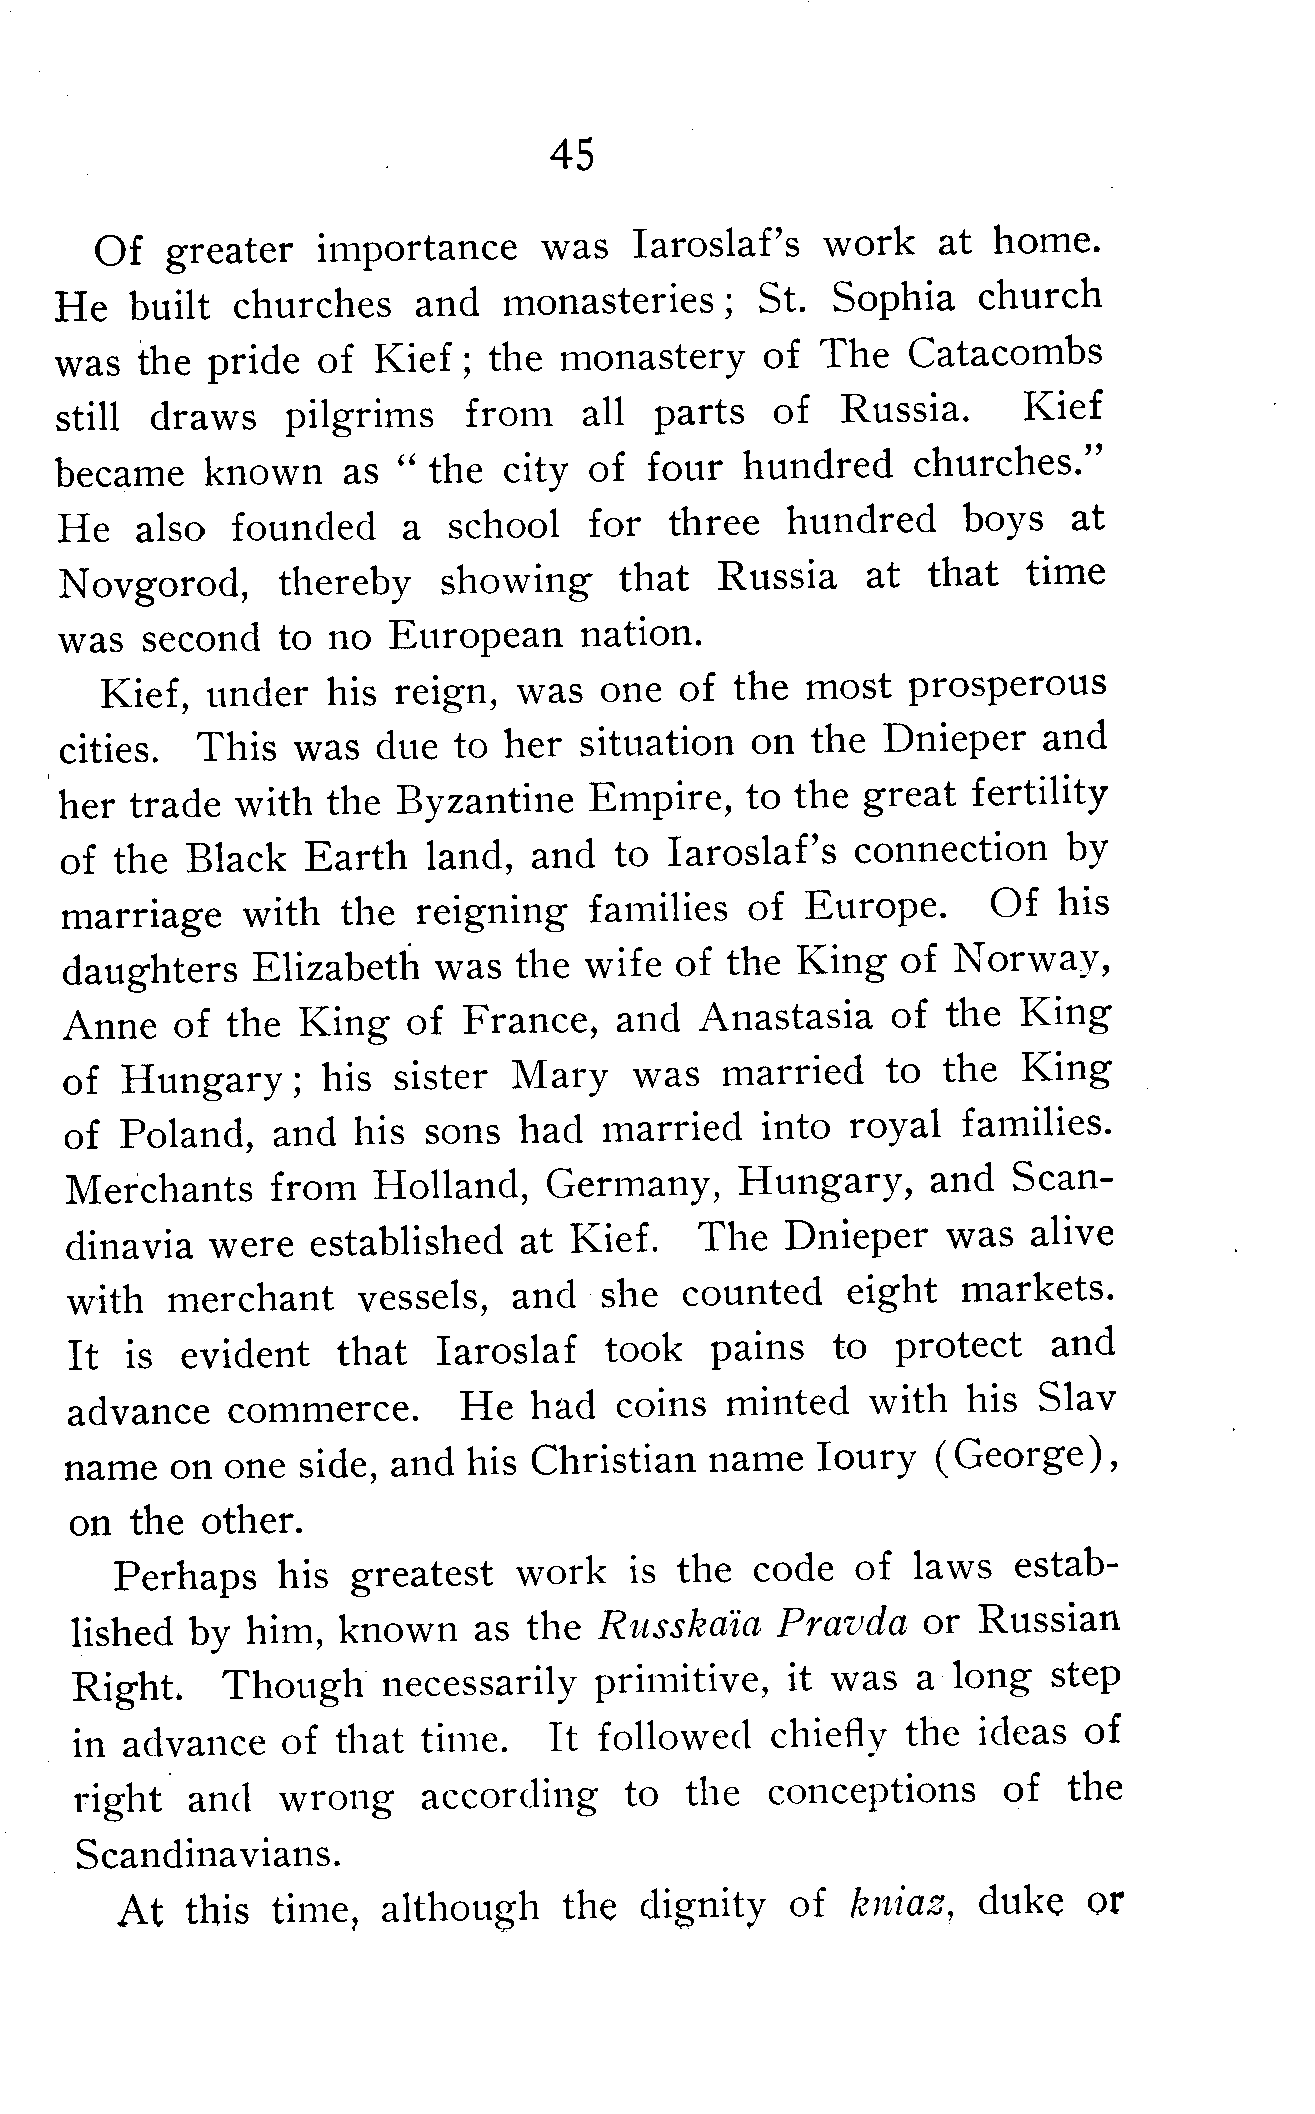 45
Of greater importance was Iaroslaf's work at home.
He built churches and monasteries; St. Sophia church
was the pride of Kief; the monastery of The Catacombs
still draws pilgrims from all parts of Russia. Kief
became known as "the city of four hundred churches."
He also founded a school for three hundred boys at
Novgorod, thereby showing that Russia at that time
was second to no European nation.
Kief, under his reign, was one of the most prosperous
cities. This was due to her situation on the Dnieper and
her trade with the Byzantine Empire, to the great fertility
of the Black Earth land, and to Iaroslaf's connection by
marriage with the reigning families of Europe. Of his
daughters Elizabeth was the wife of the King of Norway,
Anne of the King of France, and Anastasia of the King
of Hungary; his sister Mary was married to the King
of Poland, and his sons had married into royal families.
Merchants from Holland, Germany, Hungary, and Scan-
dinavia were established at Kief. The Dnieper was alive
with merchant vessels, and she counted eight markets.
It is evident that Iaroslaf took pains to protect and
advance commerce. He had coins minted with his Slav
name on one side, and his Christian name Ioury (George),
on the other.
Perhaps his greatest work is the code of laws estab-
lished by him, known as the Russkaïa Pravda or Russian
Right. Though necessarily primitive, it was a long step
in advance of that time. It followed chiefly the ideas of
right and wrong according to the conceptions of the
Scandinavians.
At this time, although the dignity of kniaz, duke or